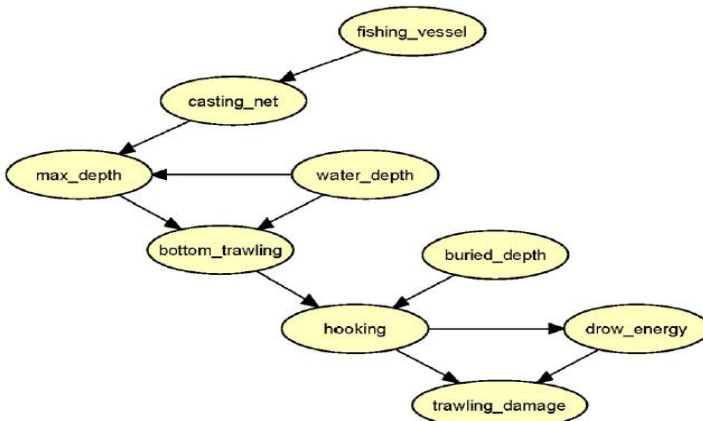 fishing_vessel
casting_net
max_depth
water_depth
bottom_trawling
buried_depth
hooking
drow_energy
trawling_damage